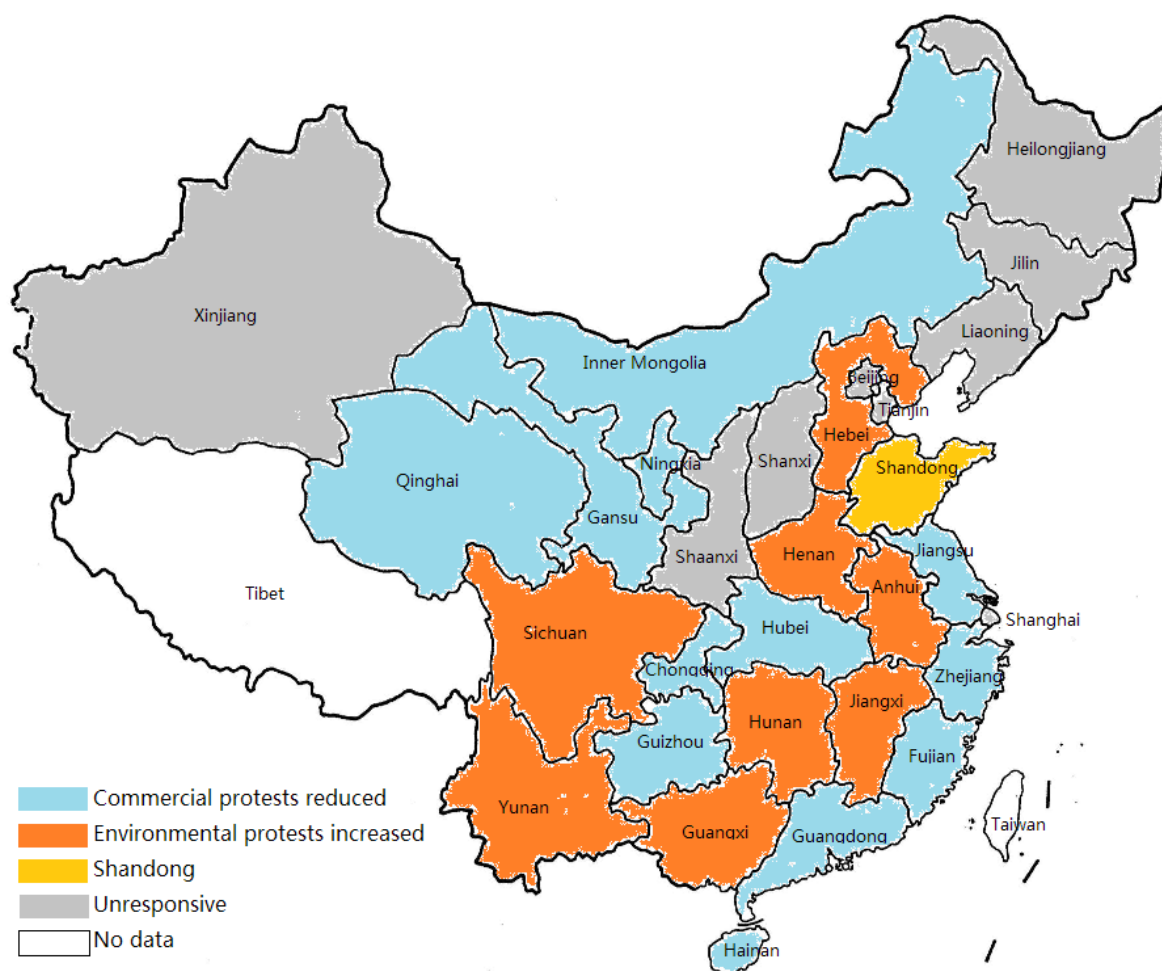 Heilongjiang
Jilin
Xinjiang
Liaoning
Inner Mongolia
Beijing
Tianjin
Hebei
Shanxi
Ningxia
Shandong
Qinghai
Gansu
Jiangsu
Shaanxi
Henan
Anhui
Tibet
Shanghai
Sichuan
Hubei
Chongqing
Zhejiang
Jiangxi
Hunan
Guizhou
Fujian
Yunan
Taiwan
Guangxi
Guangdong
Hainan
Commercial protests reduced
Environmental protests increased
Shandong
Unresponsive
No data